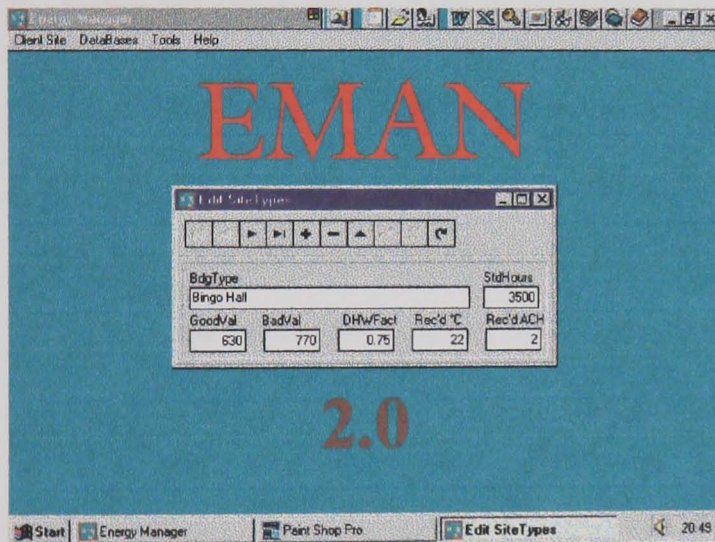 Energy Manager
Client Site DataBases Tools Help
EMAN
Edit SiteTypes
BdgType StdHours
Bingo Hall 3500
GoodVal BadVal DHWFact Rec'd °C Rec'd ACH
630 770 0.75 22 2
2.0
Start Energy Manager Paint Shop Pro Edit SiteTypes 20:49